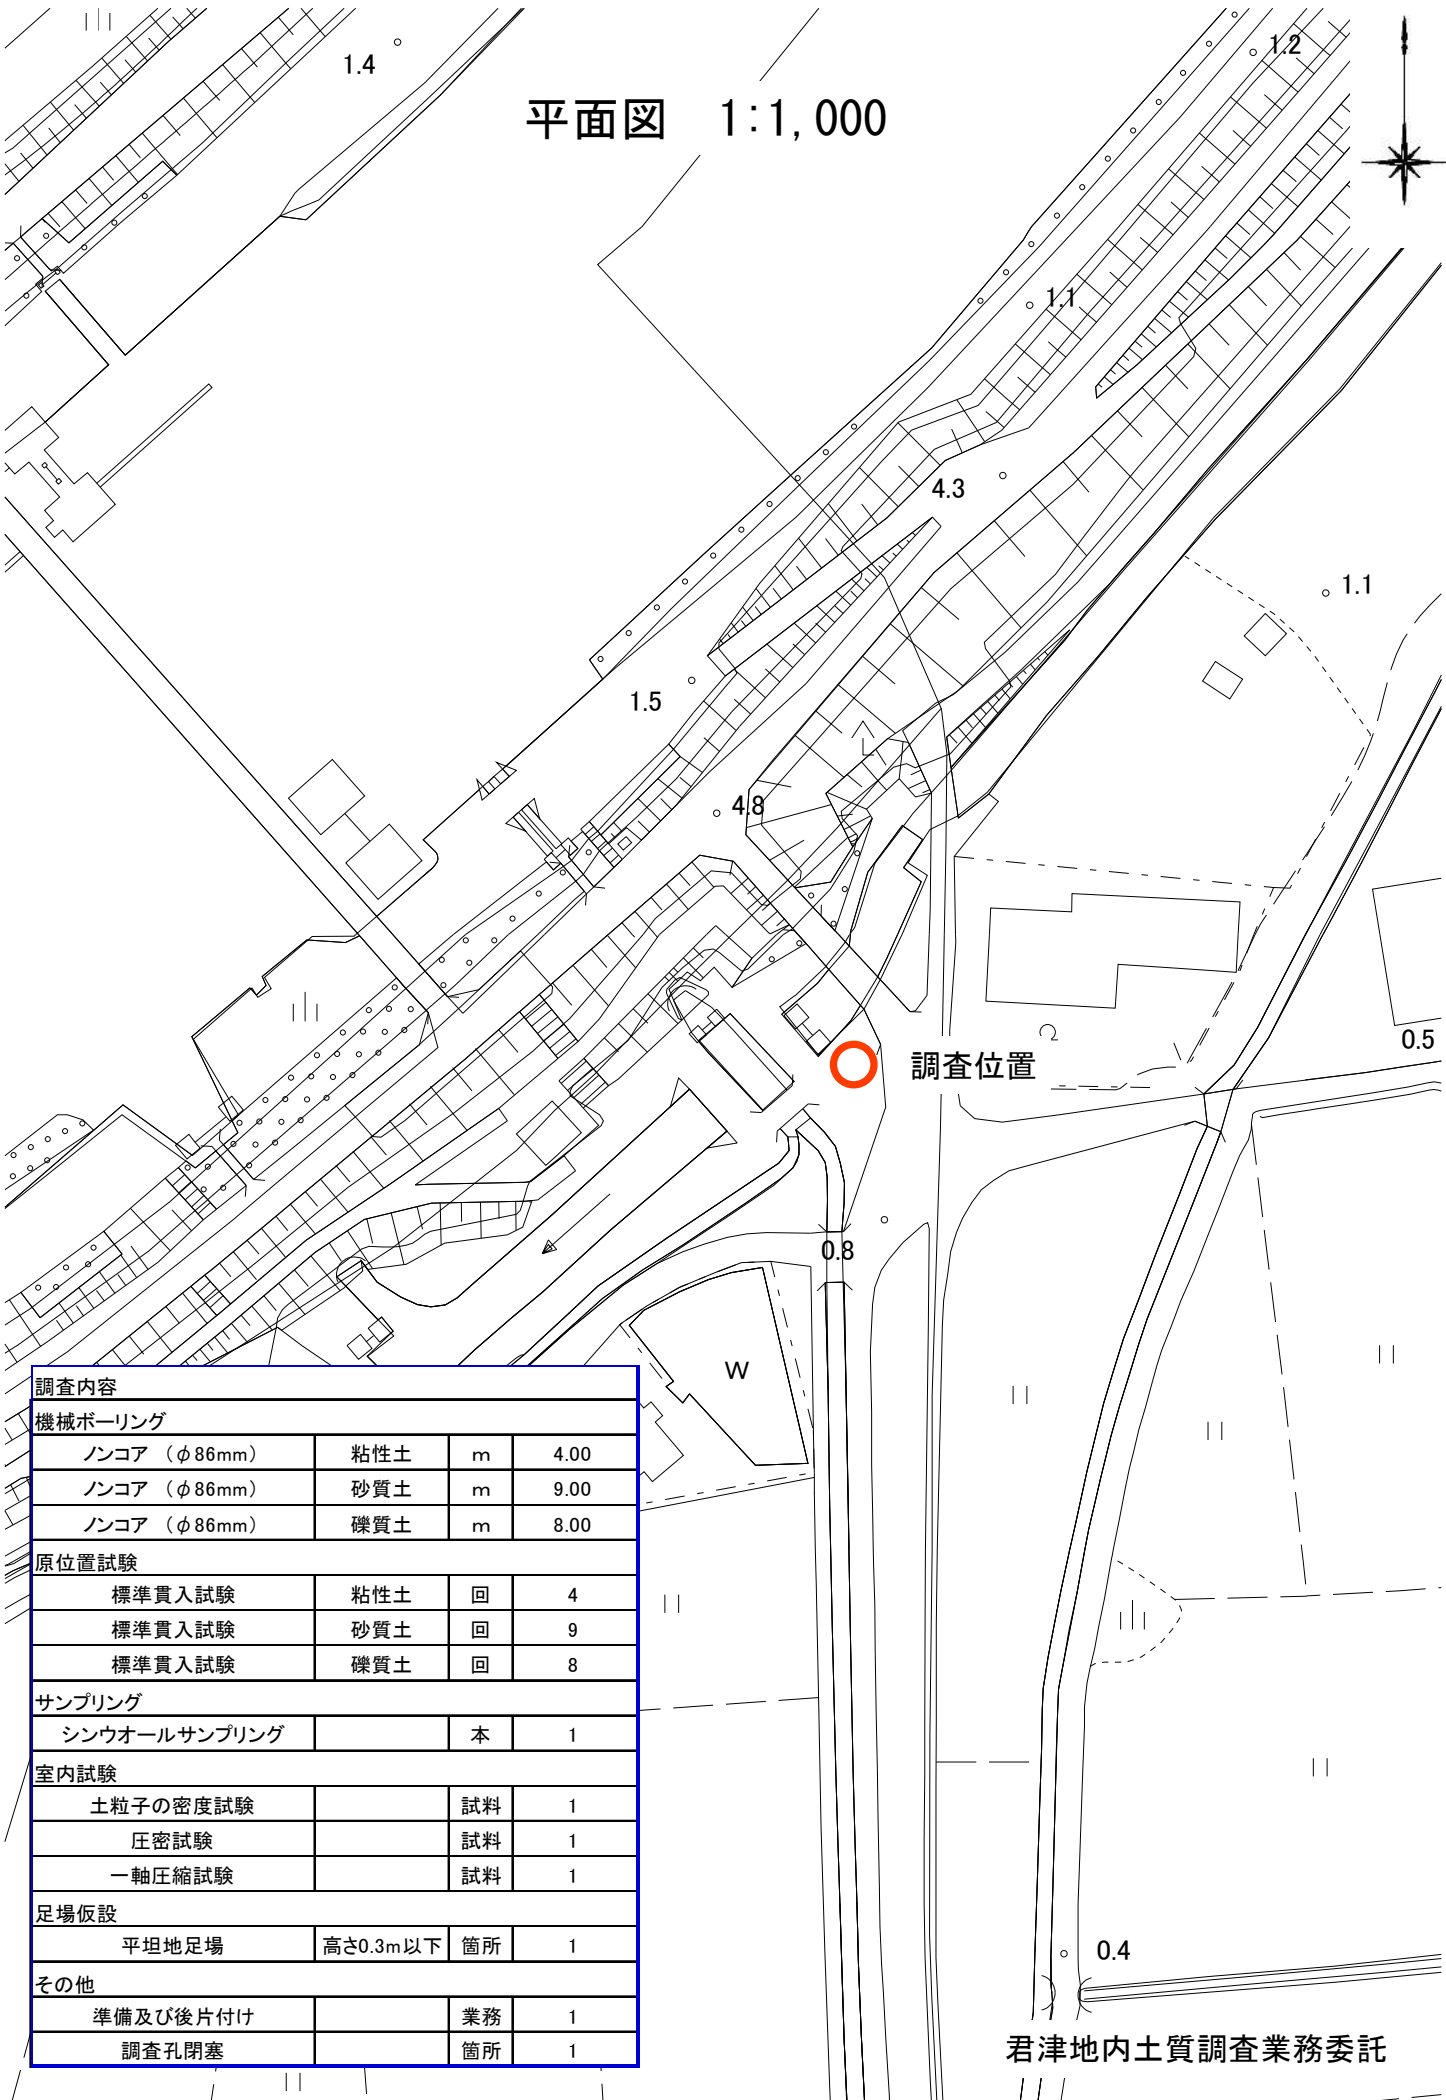 平面図　1:1,000
1.4
1.2
1.1
4.3
1.1
1.5
4.8
0.5
調査位置
0.8
W
調査内容
機械ボーリング
ノンコア （φ86mm） 粘性土 m 4.00
ノンコア （φ86mm） 砂質土 m 9.00
ノンコア （φ86mm） 礫質土 m 8.00
原位置試験
標準貫入試験 粘性土 回 4
標準貫入試験 砂質土 回 9
標準貫入試験 礫質土 回 8
サンプリング
シンウオールサンプリング 本 1
室内試験
土粒子の密度試験 試料 1
圧密試験 試料 1
一軸圧縮試験 試料 1
足場仮設
平坦地足場 高さ0.3m以下 箇所 1
その他
準備及び後片付け 業務 1
調査孔閉塞 箇所 1
0.4
君津地内土質調査業務委託